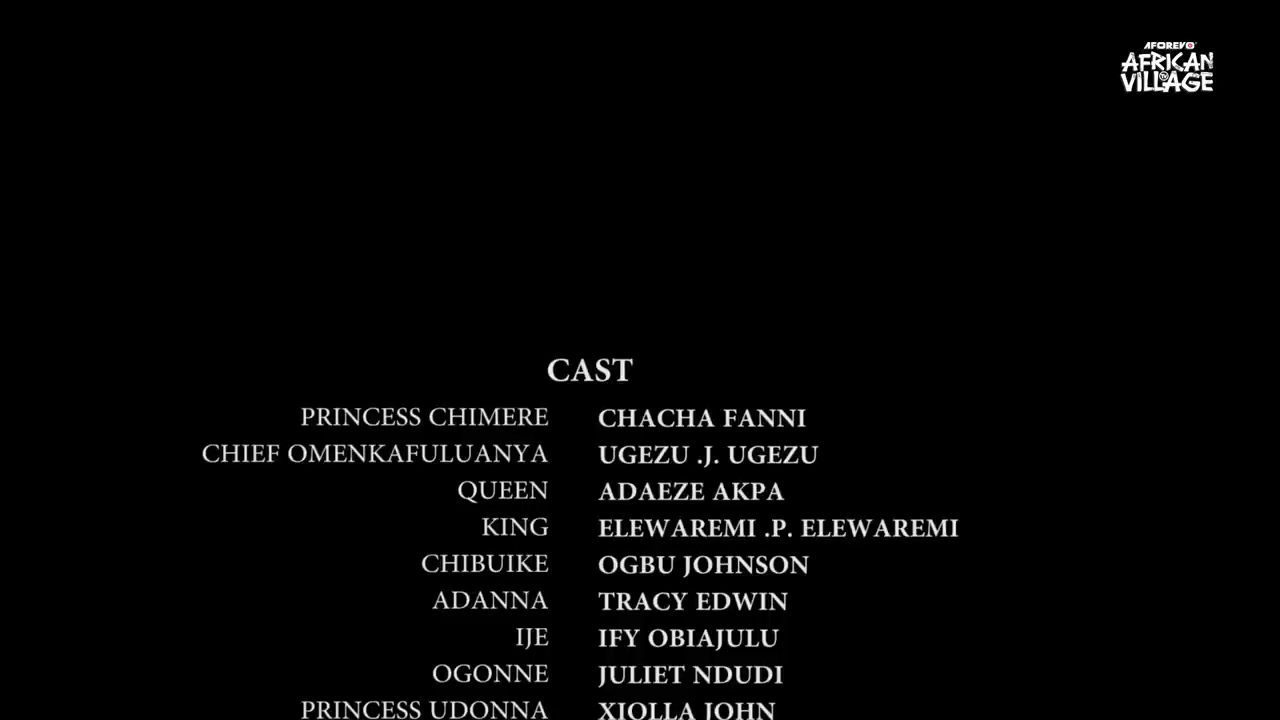 AFOREVO
AFRICAN
VILLAGE
TV
CAST
PRINCESS CHIMERE CHACHA FANNI
CHIEF OMENKAFULUANYA UGEZU .J. UGEZU
QUEEN ADAEZE AKPA
KING ELEWAREMI .P. ELEWAREMI
CHIBUIKE OGBU JOHNSON
ADANNA TRACY EDWIN
IJE IFY OBIAJULU
OGONNE JULIET NDUDI
PRINCESS UDONNA XIOLLA JOHN